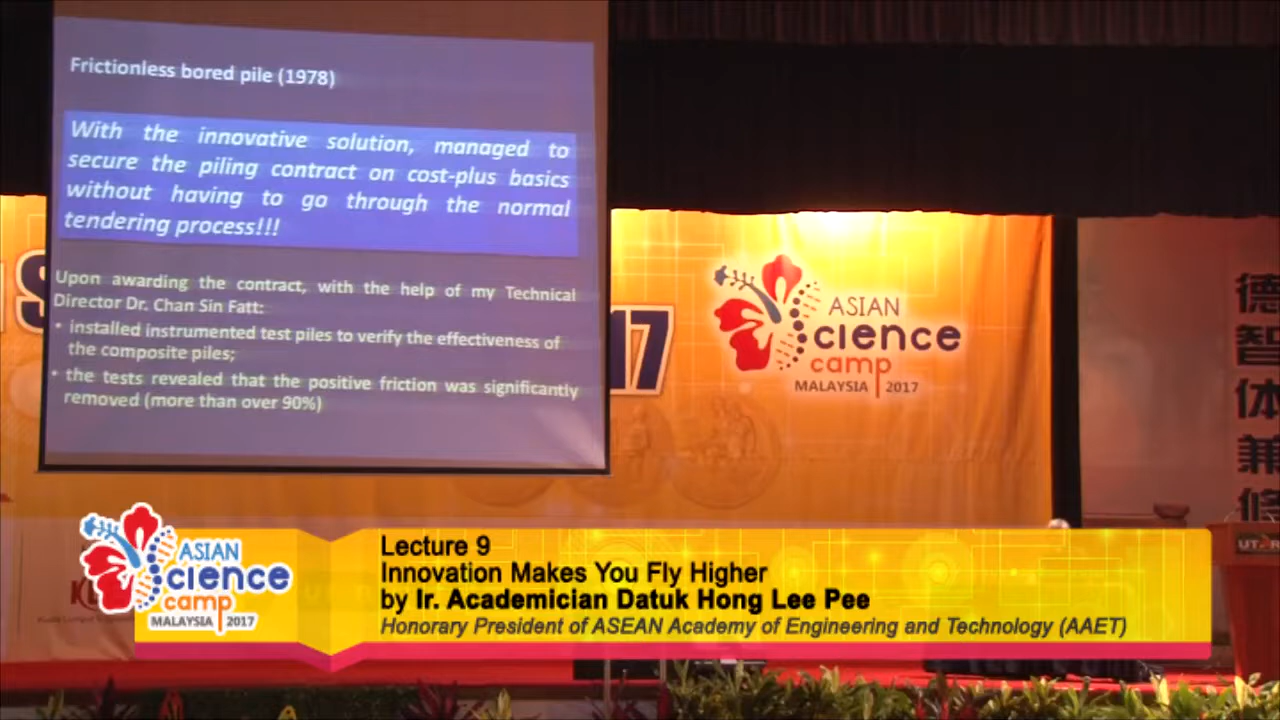 Frictionless bored pile (1978)
With the innovative solution, managed to
secure the piling contract on cost-plus basics
without having to go through the normal
tendering process!!!
Upon awarding the contract, with the help of my Technical
Director Dr. Chan Sin Fatt:
• installed instrumented test piles to verify the effectiveness of
the composite piles;
• the tests revealed that the positive friction was significantly
removed (more than over 90%)
S
17
ASIAN
Science
camp
MALAYSIA 2017
德
智
体
兼
修
UTAR
ASIAN
Science
camp
MALAYSIA 2017
Lecture 9
Innovation Makes You Fly Higher
by Ir. Academician Datuk Hong Lee Pee
Honorary President of ASEAN Academy of Engineering and Technology (AAET)